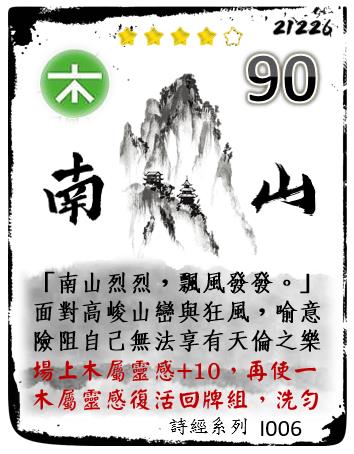 21226
木
90
南山
「南山烈烈，飄風發發。」
面對高峻山巒與狂風，喻意
險阻自己無法享有天倫之樂
場上木屬靈感+10，再使一
木屬靈感復活回牌組，洗勻
詩經系列 I006